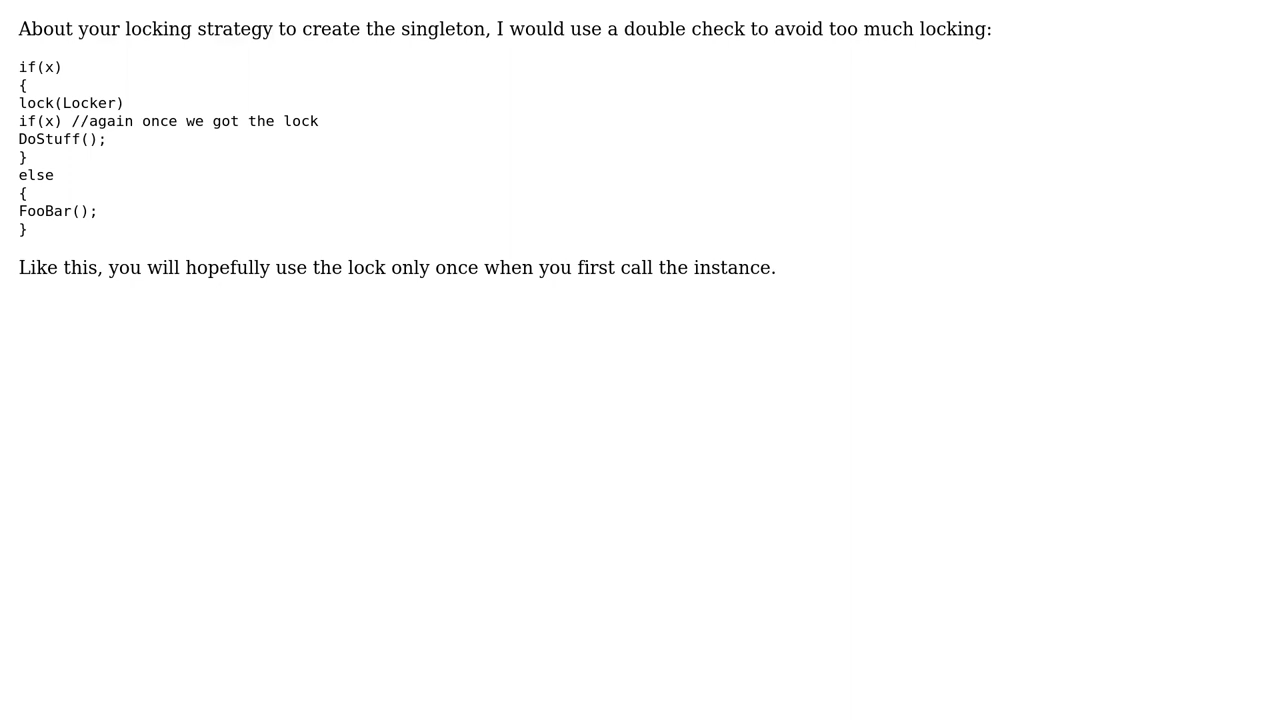 About your locking strategy to create the singleton, I would use a double check to avoid too much locking:
if(x)
{
lock(Locker)
if(x) //again once we got the lock
DoStuff();
}
else
{
FooBar();
}
Like this, you will hopefully use the lock only once when you first call the instance.